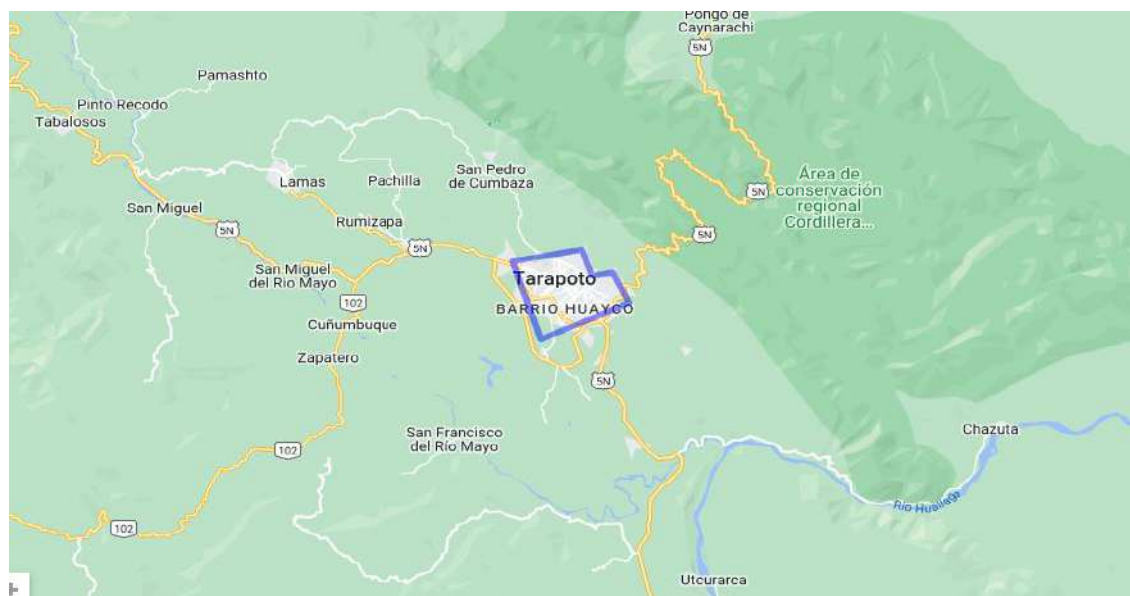 Pongo de
Caynarachi
5N
Pamashto
Pinto Recodo
Tabalosos
San Pedro
de Cumbaza
Lamas
Pachilla
5N
Área de
conservación
regional
Cordillera...
San Miguel
Rumizapa
5N
5N
5N
San Miguel
del Rio Mayo
Tarapoto
102
BARRIO HUAYCO
Cuñumbuque
Zapatero
5N
San Francisco
del Río Mayo
Chazuta
102
Rio Huallaga
102
Utcurarca